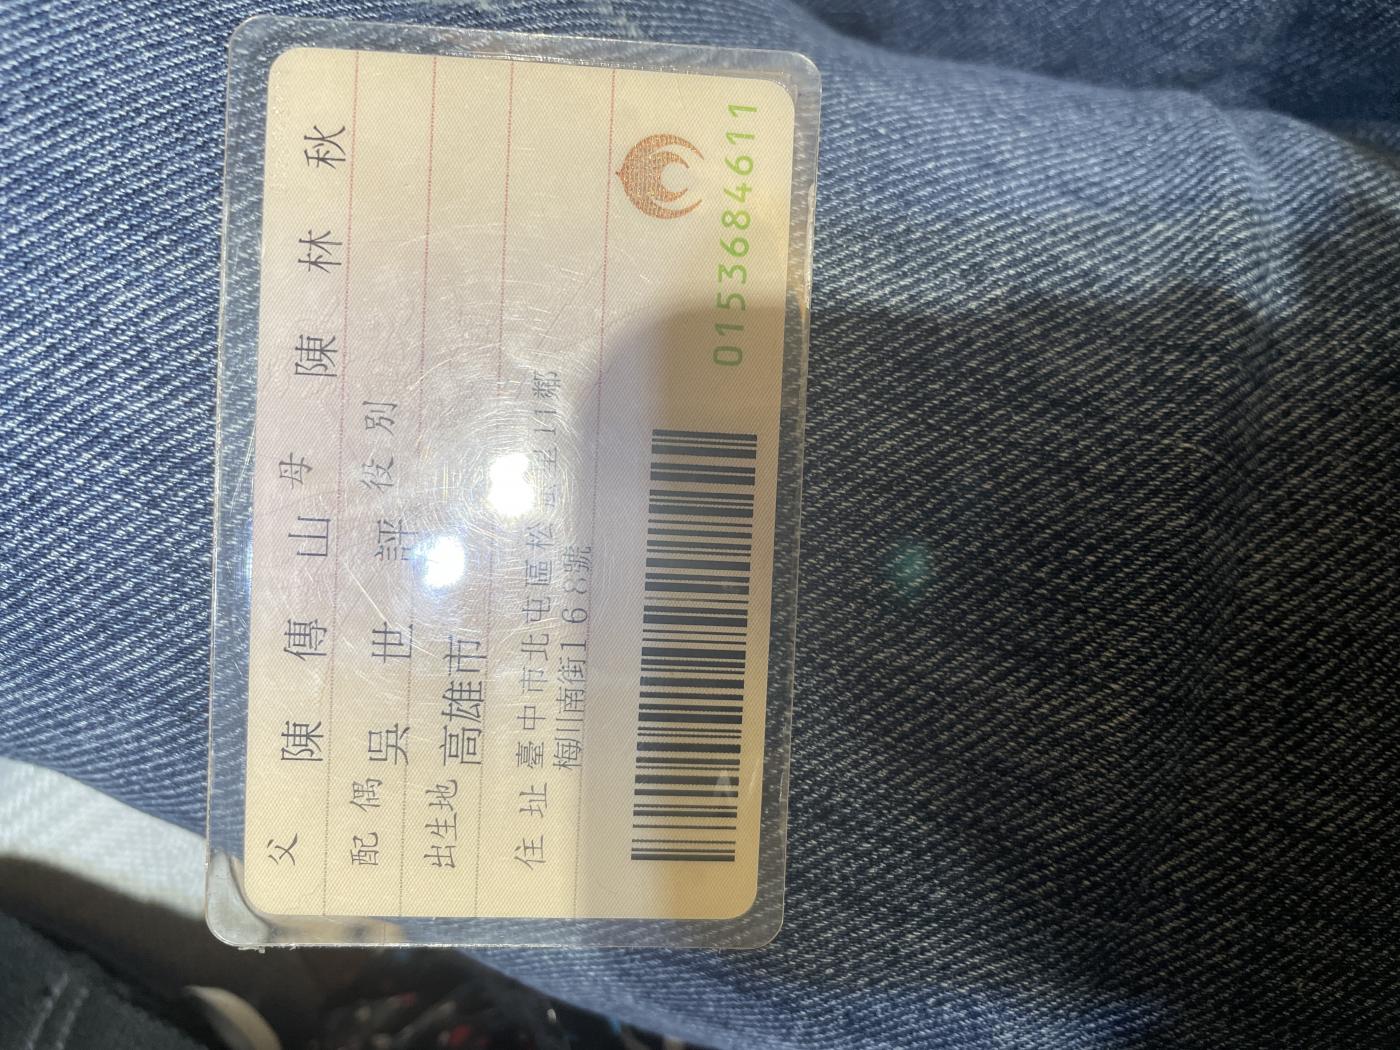 父 陳傳山 母 陳林秋
配偶 吳世評 役別
出生地 高雄市
住址 臺中市北屯區松 里11鄰
梅川南街168號
0153684611